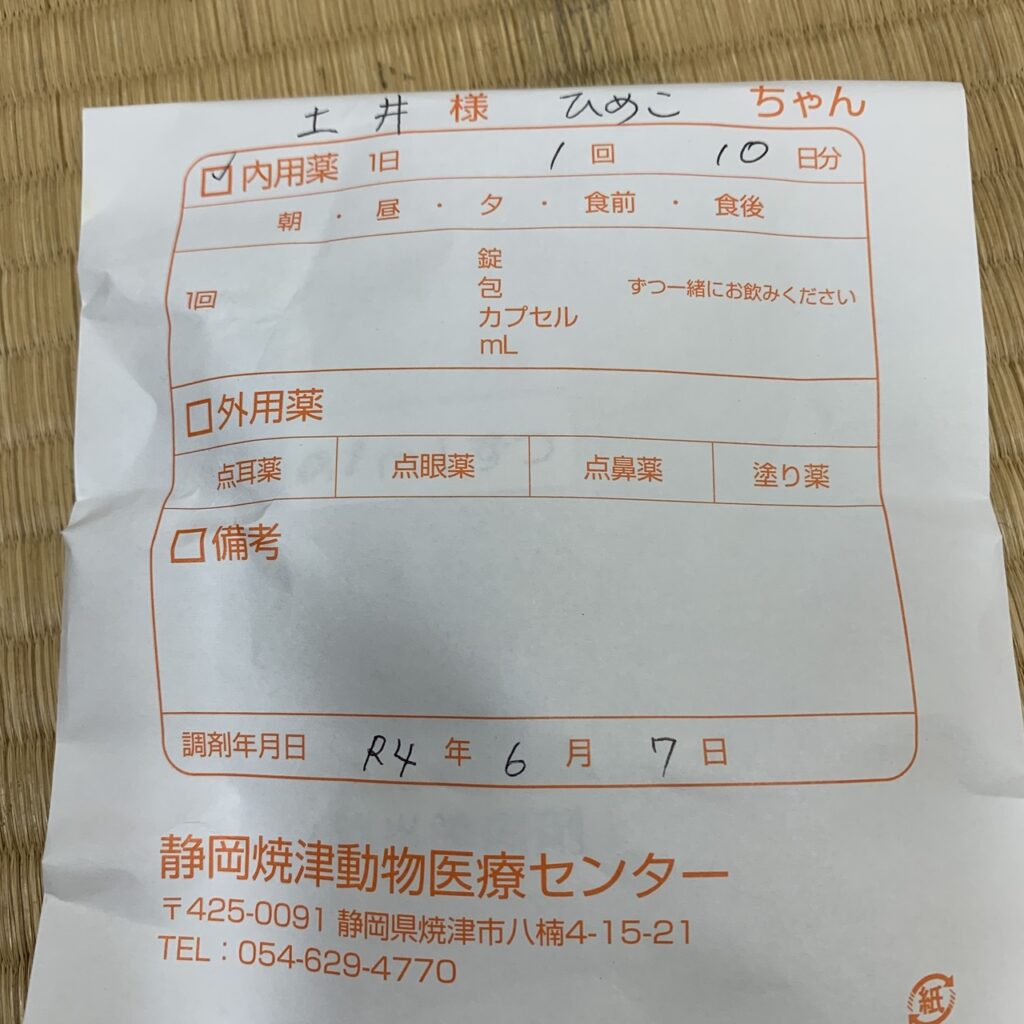 土井 様 ひめこ ちゃん
☑内用薬 1日 1回 10日分
朝・昼・夕・食前・食後
1回
錠
包
カプセル
mL
ずつ一緒にお飲みください
□外用薬
点耳薬 点眼薬 点鼻薬 塗り薬
□備考
調剤年月日 R4年 6月 7日
静岡焼津動物医療センター
〒425-0091 静岡県焼津市八楠4-15-21
TEL：054-629-4770
紙